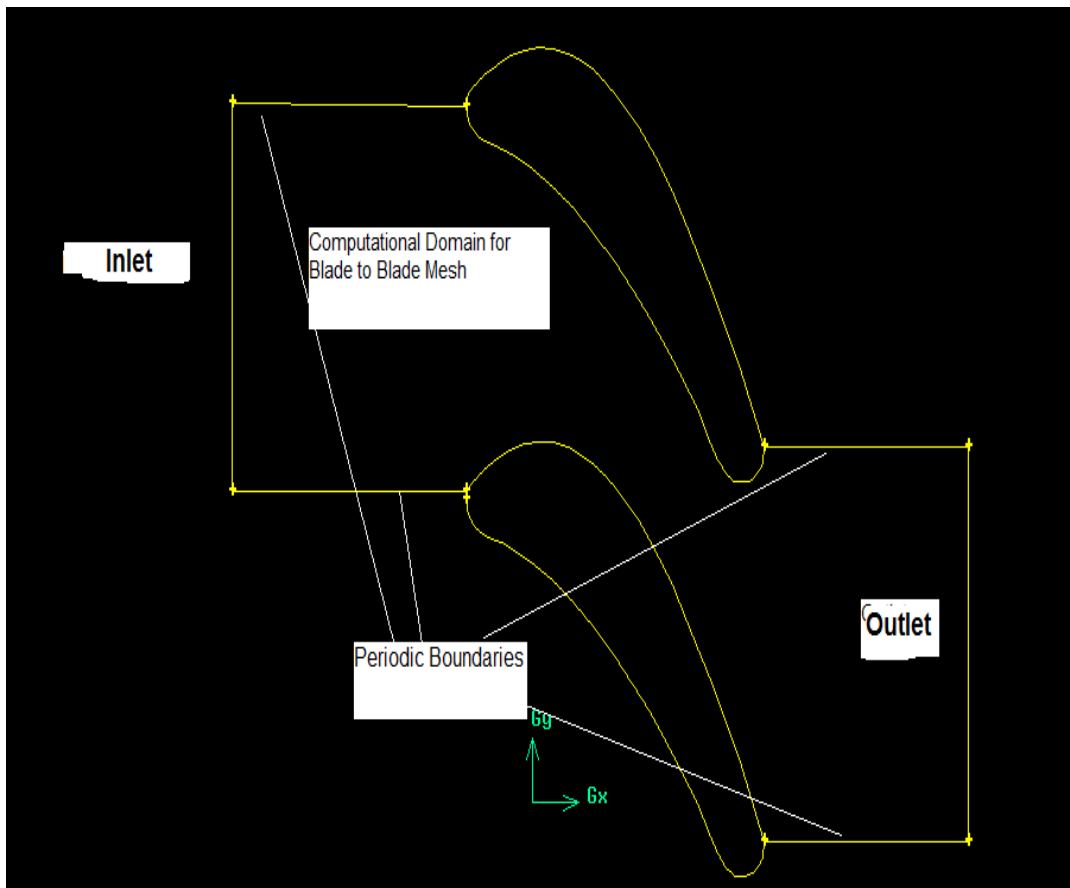 Inlet
Computational Domain for
Blade to Blade Mesh
Outlet
Periodic Boundaries
Gy
Gx